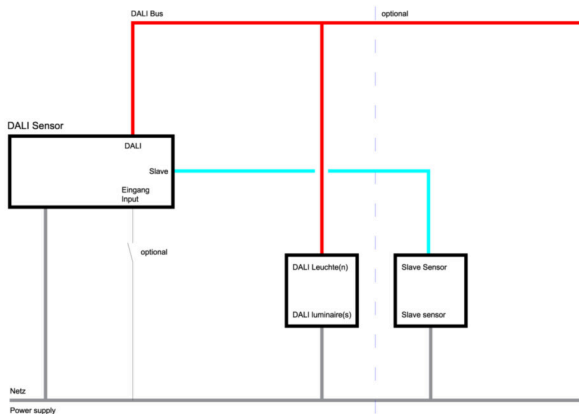 DALI Bus
optional
DALI Sensor
DALI
Slave
Eingang
Input
optional
DALI Leuchte(n)
DALI luminaire(s)
Slave Sensor
Slave sensor
Netz
Power supply